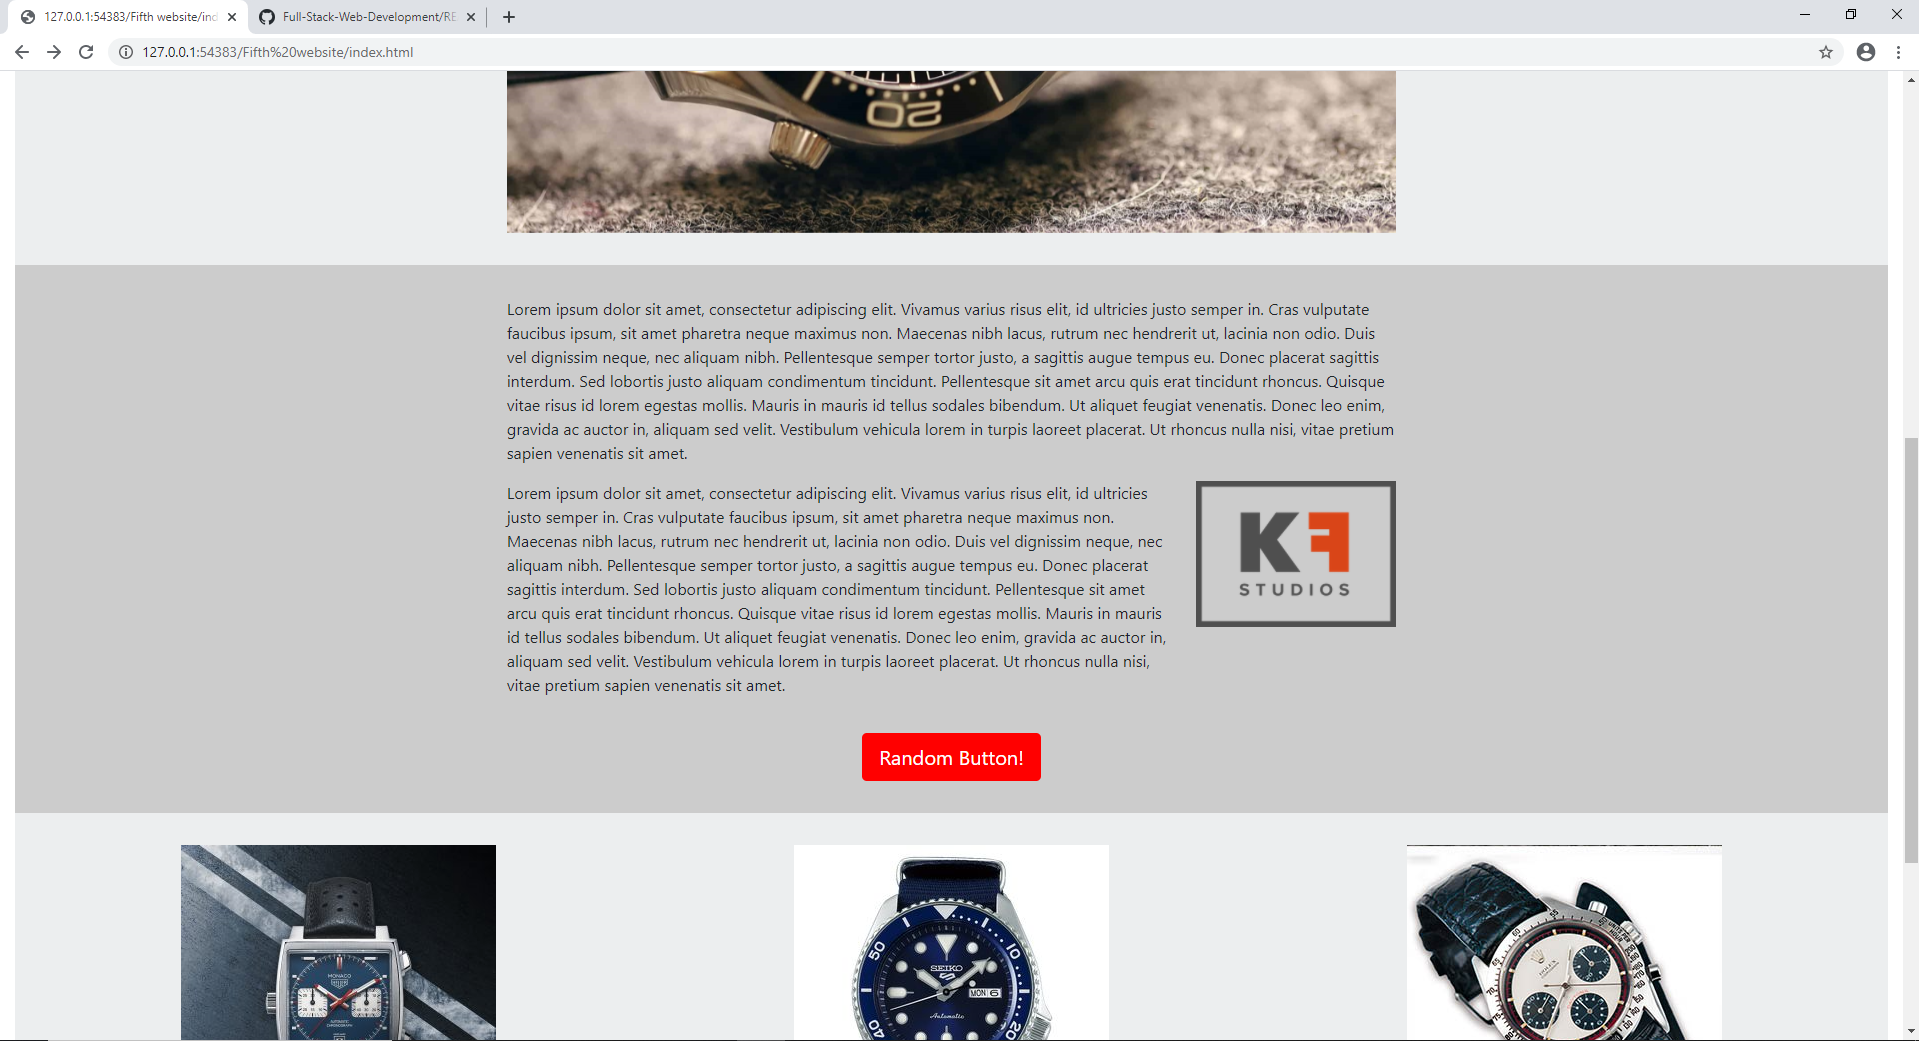 127.0.0.1:54383/Fifth website/ind
Full-Stack-Web-Development/RE
127.0.0.1:54383/Fifth%20website/index.html
20
Lorem ipsum dolor sit amet, consectetur adipiscing elit. Vivamus varius risus elit, id ultricies justo semper in. Cras vulputate
faucibus ipsum, sit amet pharetra neque maximus non. Maecenas nibh lacus, rutrum nec hendrerit ut, lacinia non odio. Duis
vel dignissim neque, nec aliquam nibh. Pellentesque semper tortor justo, a sagittis augue tempus eu. Donec placerat sagittis
interdum. Sed lobortis justo aliquam condimentum tincidunt. Pellentesque sit amet arcu quis erat tincidunt rhoncus. Quisque
vitae risus id lorem egestas mollis. Mauris in mauris id tellus sodales bibendum. Ut aliquet feugiat venenatis. Donec leo enim,
gravida ac auctor in, aliquam sed velit. Vestibulum vehicula lorem in turpis laoreet placerat. Ut rhoncus nulla nisi, vitae pretium
sapien venenatis sit amet.
Lorem ipsum dolor sit amet, consectetur adipiscing elit. Vivamus varius risus elit, id ultricies
justo semper in. Cras vulputate faucibus ipsum, sit amet pharetra neque maximus non.
Maecenas nibh lacus, rutrum nec hendrerit ut, lacinia non odio. Duis vel dignissim neque, nec
aliquam nibh. Pellentesque semper tortor justo, a sagittis augue tempus eu. Donec placerat
sagittis interdum. Sed lobortis justo aliquam condimentum tincidunt. Pellentesque sit amet
arcu quis erat tincidunt rhoncus. Quisque vitae risus id lorem egestas mollis. Mauris in mauris
id tellus sodales bibendum. Ut aliquet feugiat venenatis. Donec leo enim, gravida ac auctor in,
aliquam sed velit. Vestibulum vehicula lorem in turpis laoreet placerat. Ut rhoncus nulla nisi,
vitae pretium sapien venenatis sit amet.
KF
STUDIOS
Random Button!
MONACO
HEUER
50
10
SEIKO
5
MON 6
Automatic
40
20
ROLEX